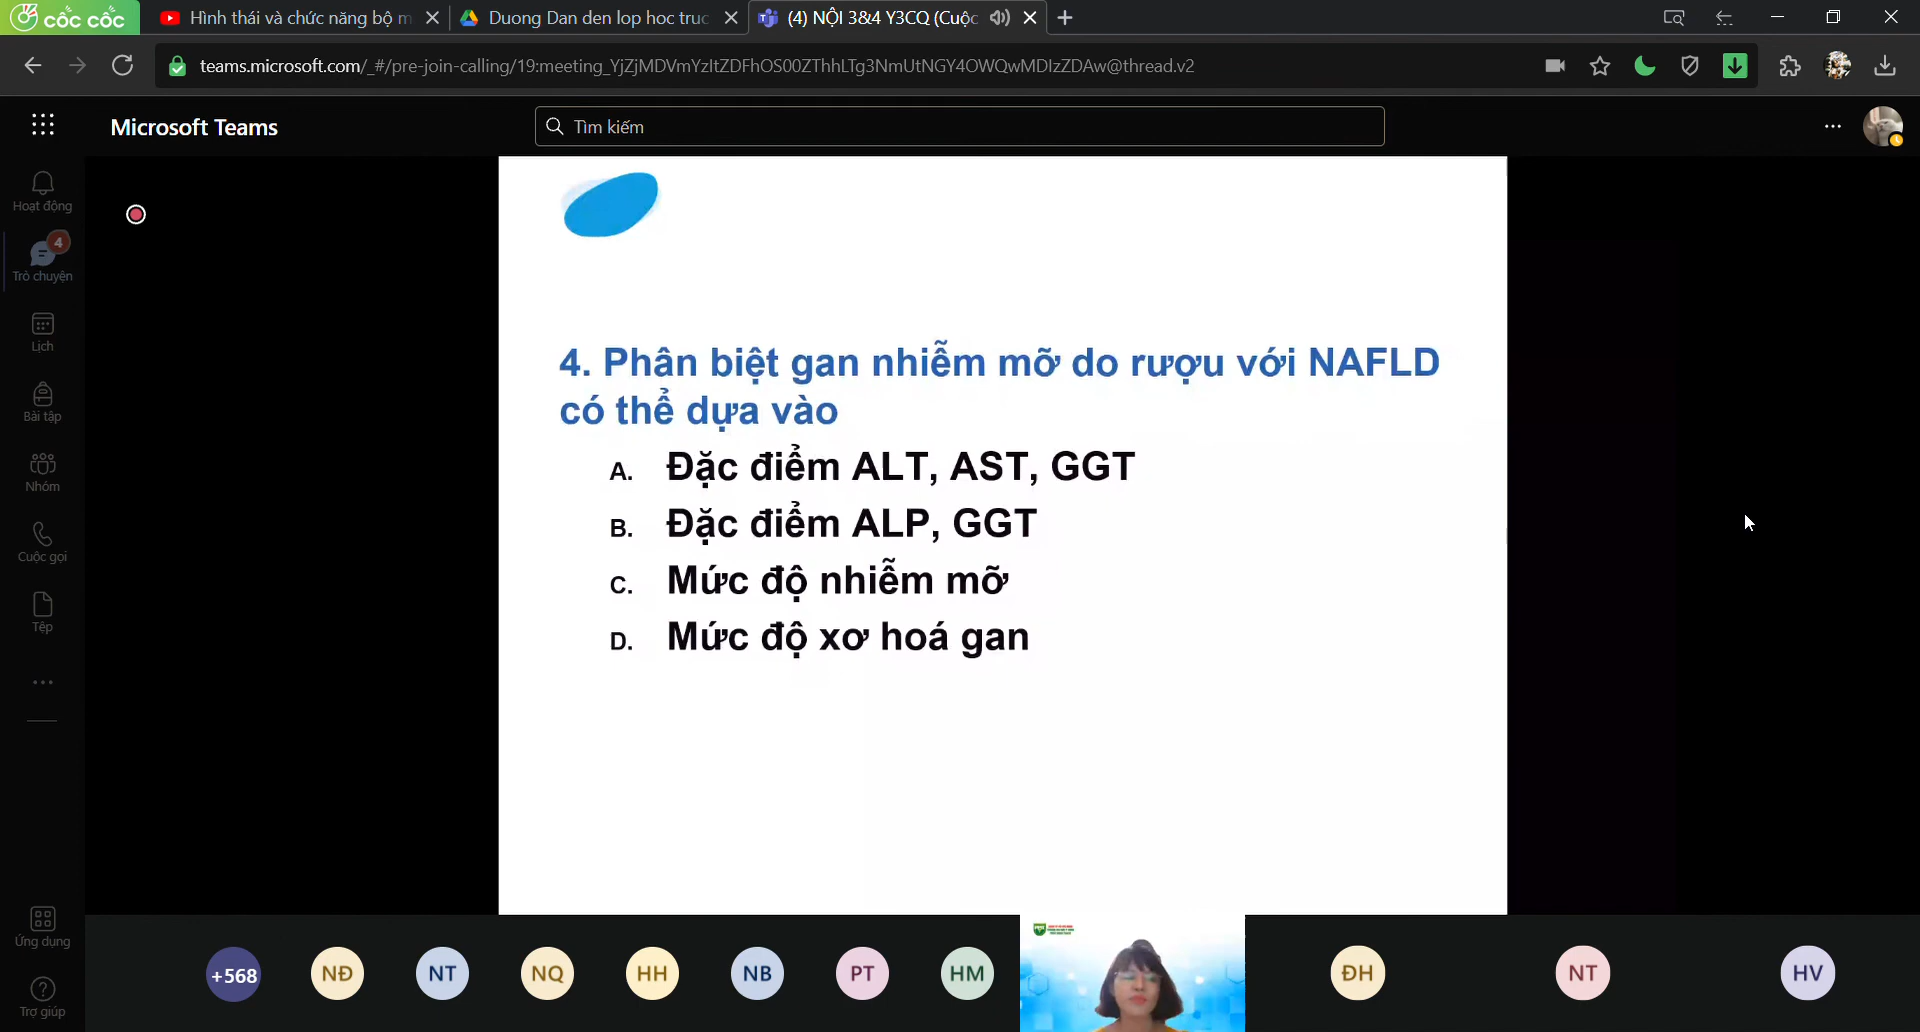 cốc cốc
Hình thái và chức năng bộ m
Duong Dan den lop hoc truc
(4) NỘI 3&4 Y3CQ (Cuộc
teams.microsoft.com/_#/pre-join-calling/19:meeting_YjZjMDVmYzItZDFhOS00ZThhLTg3NmUtNGY4OWQwMDIzZDAw@thread.v2
Microsoft Teams
Tìm kiếm
Hoạt động
4
Trò chuyện
Lịch
Bài tập
Nhóm
Cuộc gọi
Tệp
Ứng dụng
Trợ giúp
4. Phân biệt gan nhiễm mỡ do rượu với NAFLD
có thể dựa vào
A. Đặc điểm ALT, AST, GGT
B. Đặc điểm ALP, GGT
C. Mức độ nhiễm mỡ
D. Mức độ xơ hoá gan
+568
NĐ
NT
NQ
HH
NB
PT
HM
ĐH
NT
HV